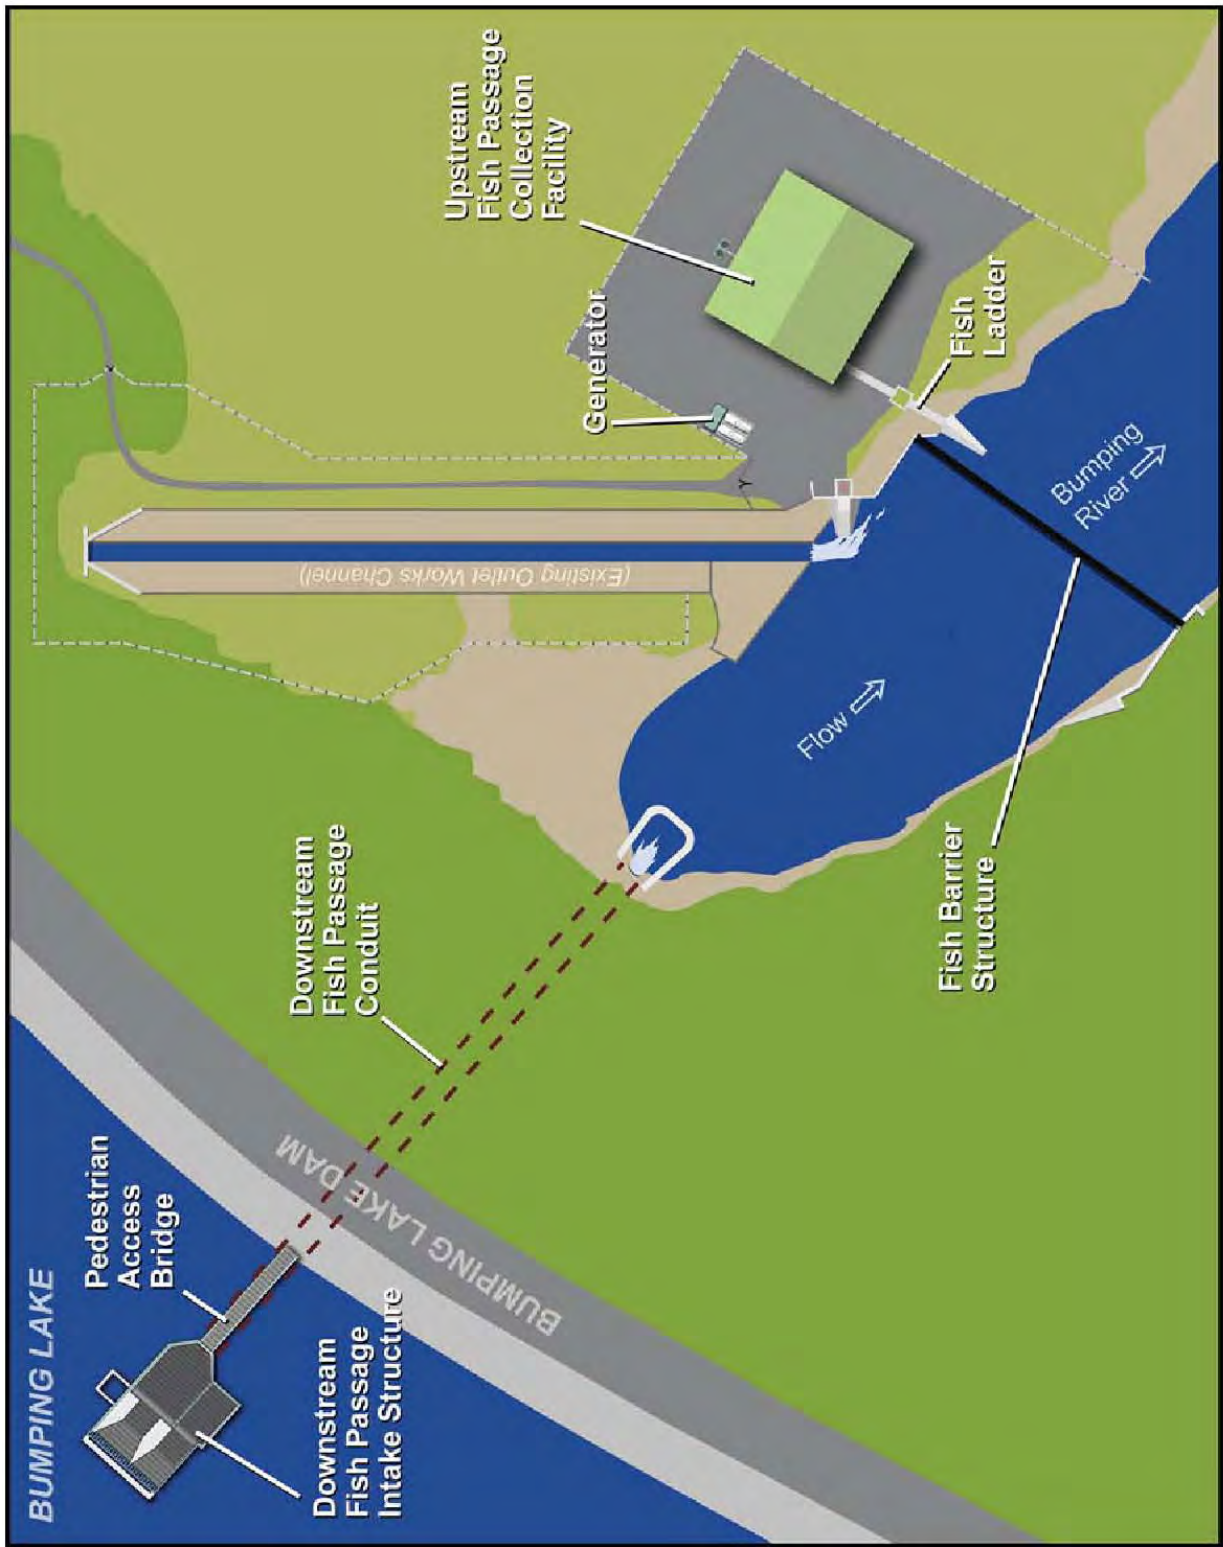 BUMPING LAKE
Pedestrian
Access
Bridge
Downstream
Fish Passage
Intake Structure
BUMPING LAKE DAM
Downstream
Fish Passage
Conduit
(Existing Outlet Works Channel)
Upstream
Fish Passage
Collection
Facility
Generator
Fish
Ladder
Flow
Bumping
River
Fish Barrier
Structure